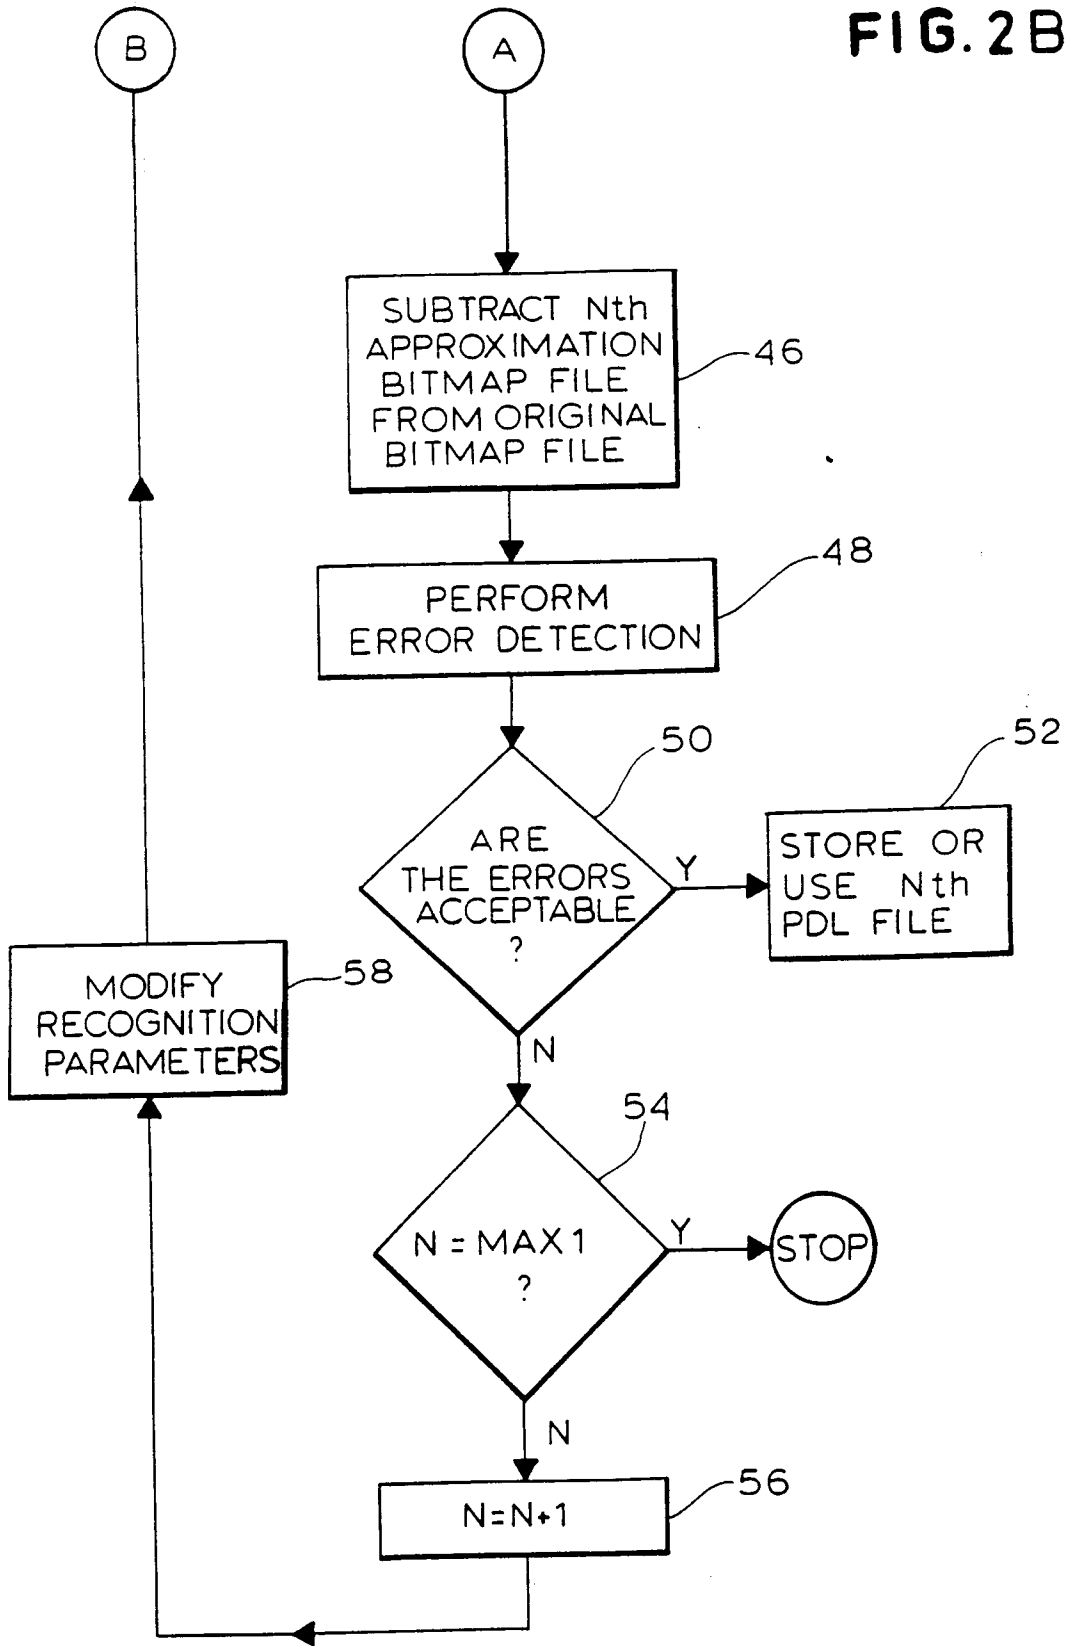 FIG. 2B
B
A
SUBTRACT Nth
APPROXIMATION
BITMAP FILE
FROM ORIGINAL
BITMAP FILE
46
PERFORM
ERROR DETECTION
48
ARE
THE ERRORS
ACCEPTABLE
?
50
Y
STORE OR
USE Nth
PDL FILE
52
N
MODIFY
RECOGNITION
PARAMETERS
58
N = MAX 1
?
54
Y
STOP
N
N=N+1
56